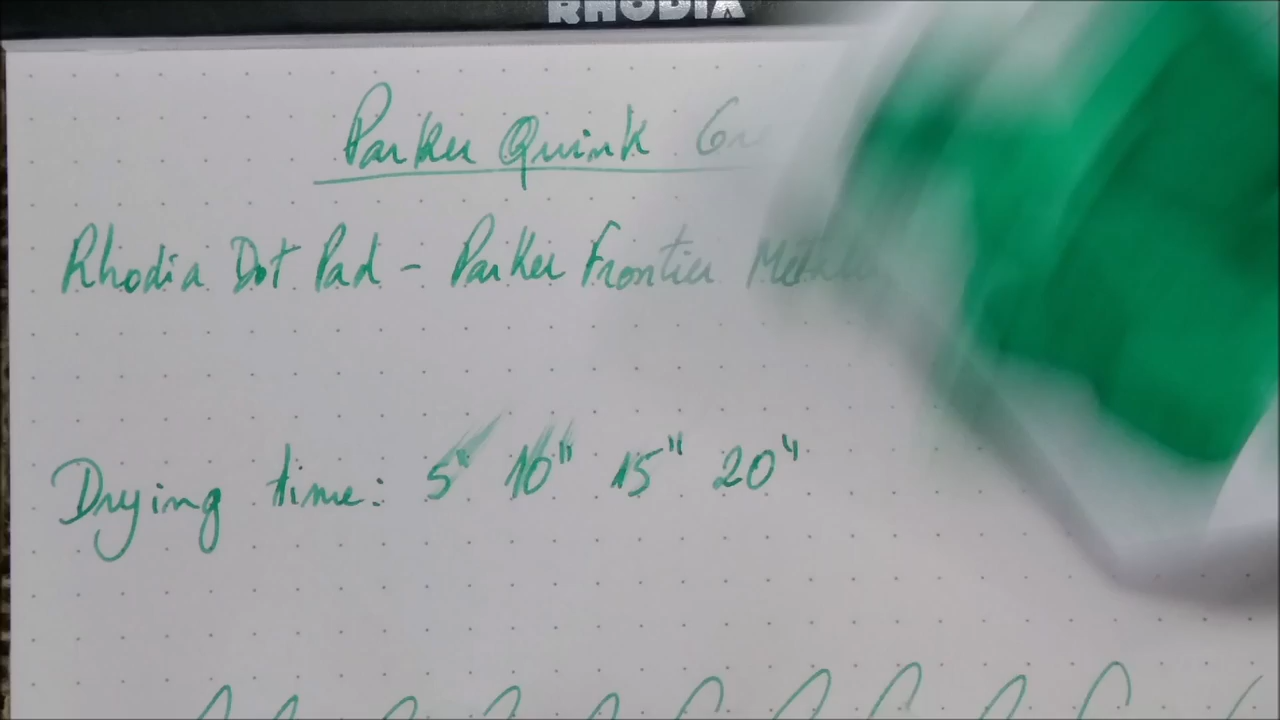 RHODIA
Parker Quink
Rhodia Dot Pad - Parker Frontier
Drying time: 5" 10" 15" 20"